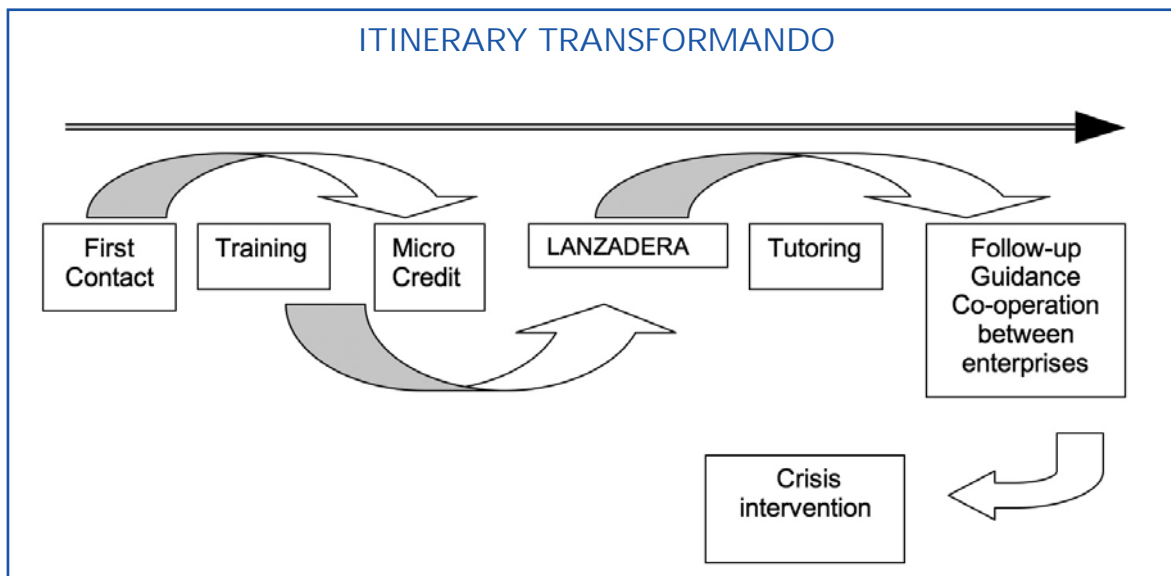 ITINERARY TRANSFORMANDO
First
Contact
Training
Micro
Credit
LANZADERA
Tutoring
Follow-up
Guidance
Co-operation
between
enterprises
Crisis
intervention